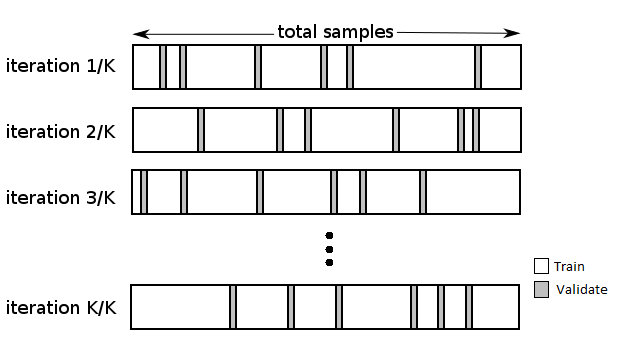 total samples
iteration 1/K
iteration 2/K
iteration 3/K
iteration K/K
Train
Validate